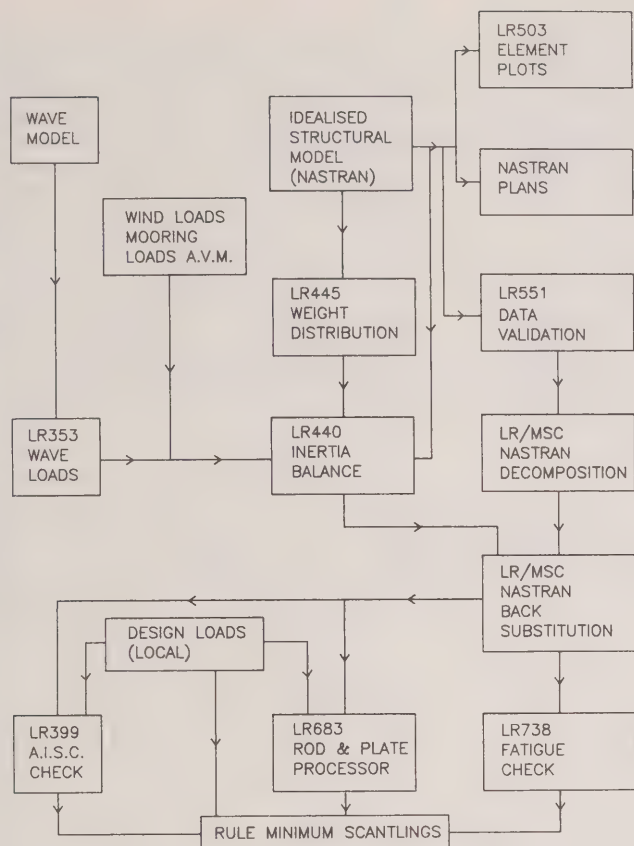 LR503
ELEMENT
PLOTS
WAVE
MODEL
IDEALISED
STRUCTURAL
MODEL
(NASTRAN)
NASTRAN
PLANS
WIND LOADS
MOORING
LOADS A.V.M.
LR445
WEIGHT
DISTRIBUTION
LR551
DATA
VALIDATION
LR353
WAVE
LOADS
LR440
INERTIA
BALANCE
LR/MSC
NASTRAN
DECOMPOSITION
LR/MSC
NASTRAN
BACK
SUBSTITUTION
DESIGN LOADS
(LOCAL)
LR399
A.I.S.C.
CHECK
LR683
ROD & PLATE
PROCESSOR
LR738
FATIGUE
CHECK
RULE MINIMUM SCANTLINGS